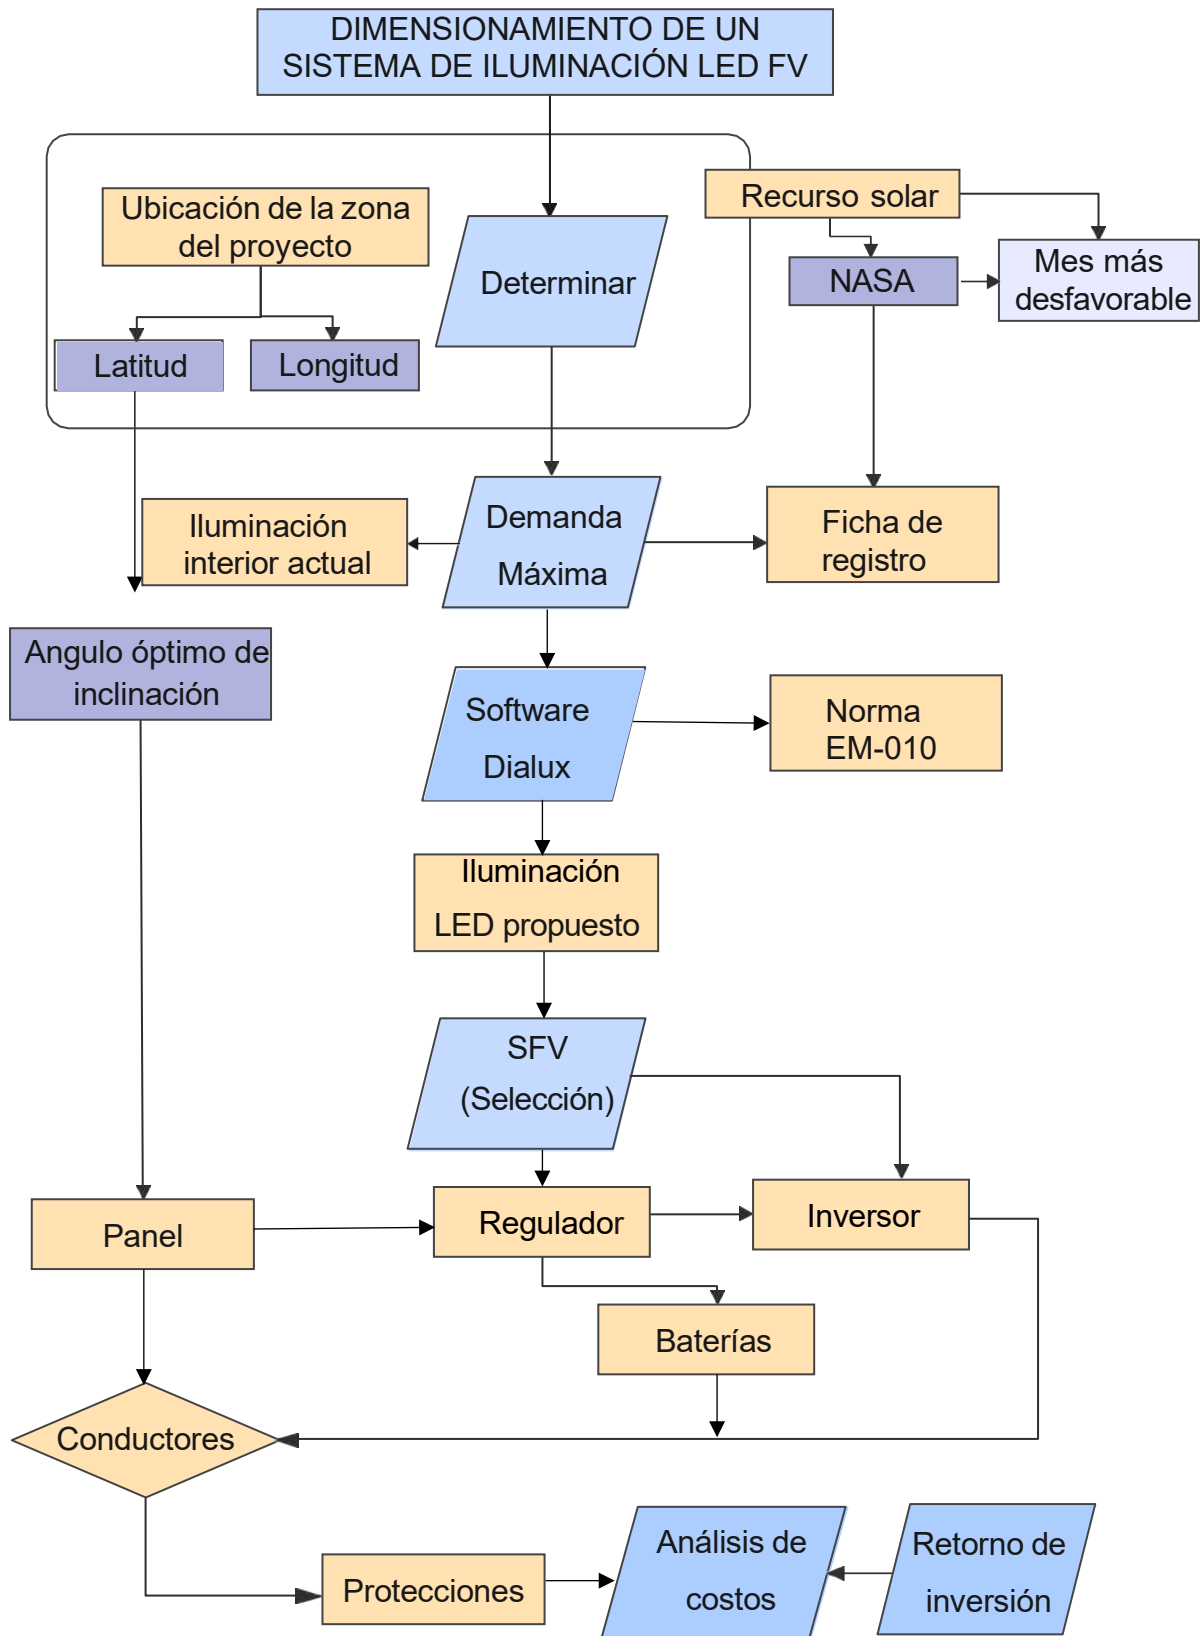 DIMENSIONAMIENTO DE UN
SISTEMA DE ILUMINACIÓN LED FV
Ubicación de la zona
del proyecto
Recurso solar
Determinar
NASA
Mes más
desfavorable
Latitud
Longitud
Iluminación
interior actual
Demanda
Máxima
Ficha de
registro
Angulo óptimo de
inclinación
Software
Dialux
Norma
EM-010
Iluminación
LED propuesto
SFV
(Selección)
Panel
Regulador
Inversor
Baterías
Conductores
Protecciones
Análisis de
costos
Retorno de
inversión